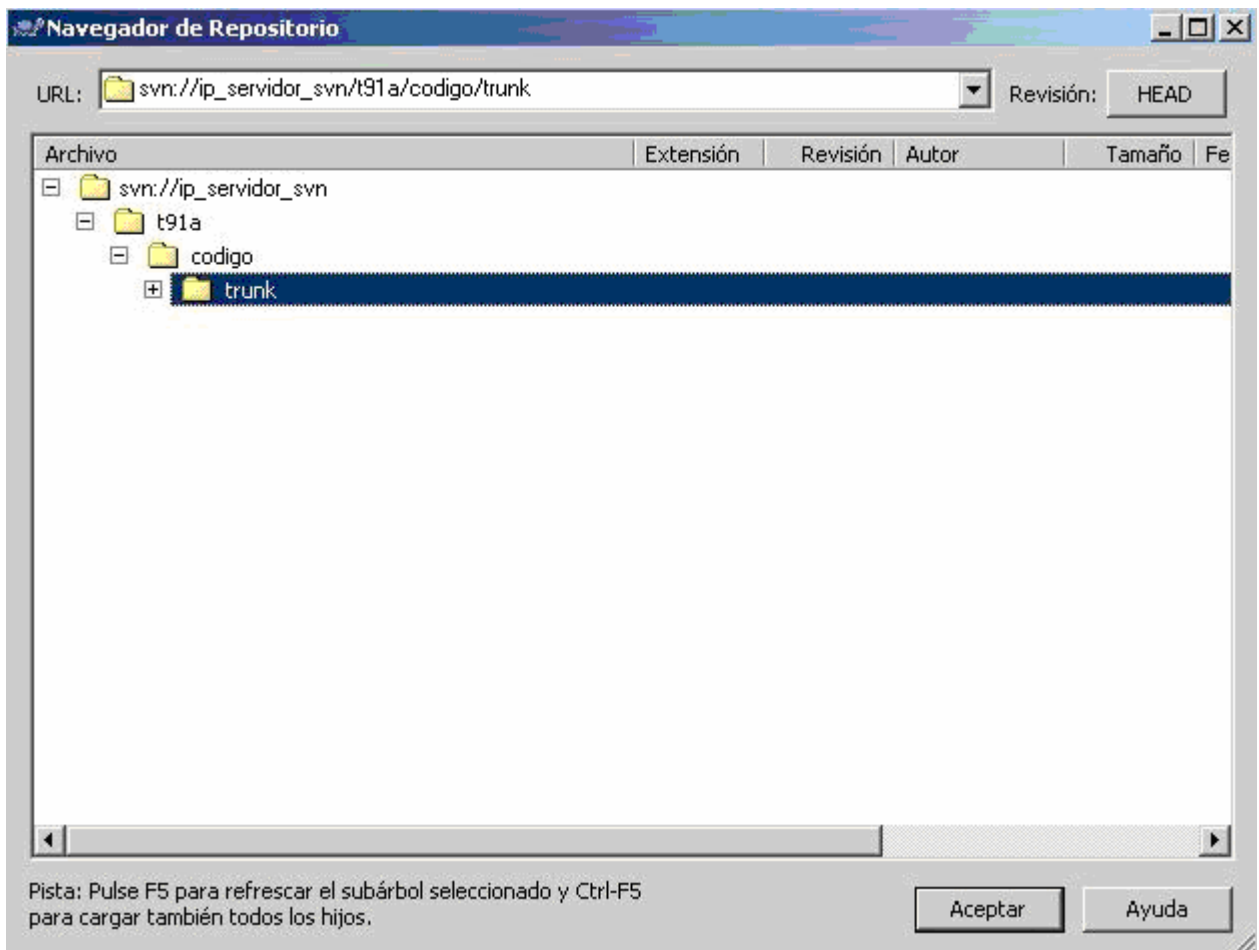 Navegador de Repositorio
URL: svn://ip_servidor_svn/t91a/codigo/trunk Revisión: HEAD
Archivo Extensión Revisión Autor Tamaño Fe
svn://ip_servidor_svn
t91a
codigo
trunk
Pista: Pulse F5 para refrescar el subárbol seleccionado y Ctrl-F5
para cargar también todos los hijos.
Aceptar Ayuda